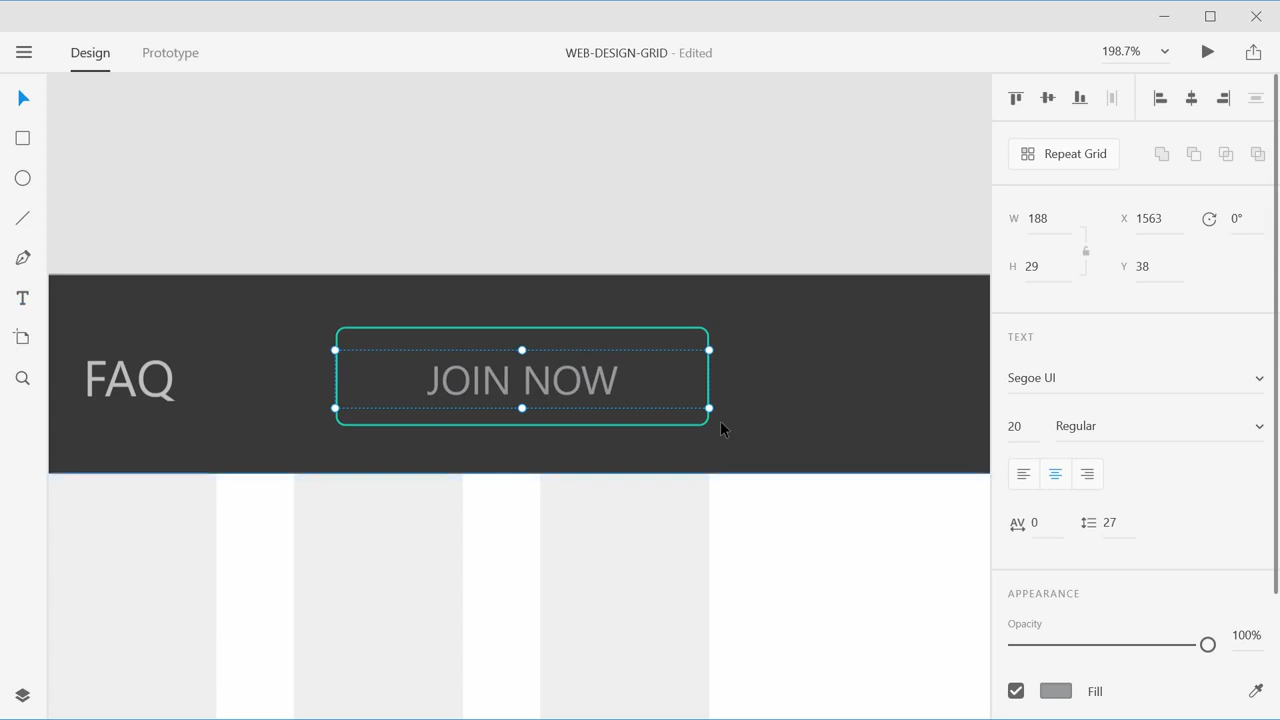 Design Prototype WEB-DESIGN-GRID - Edited 198.7%
Repeat Grid
W 188 X 1563 0°
H 29 Y 38
TEXT
FAQ JOIN NOW
Segoe UI
20 Regular
AV 0 27
APPEARANCE
Opacity
100%
Fill